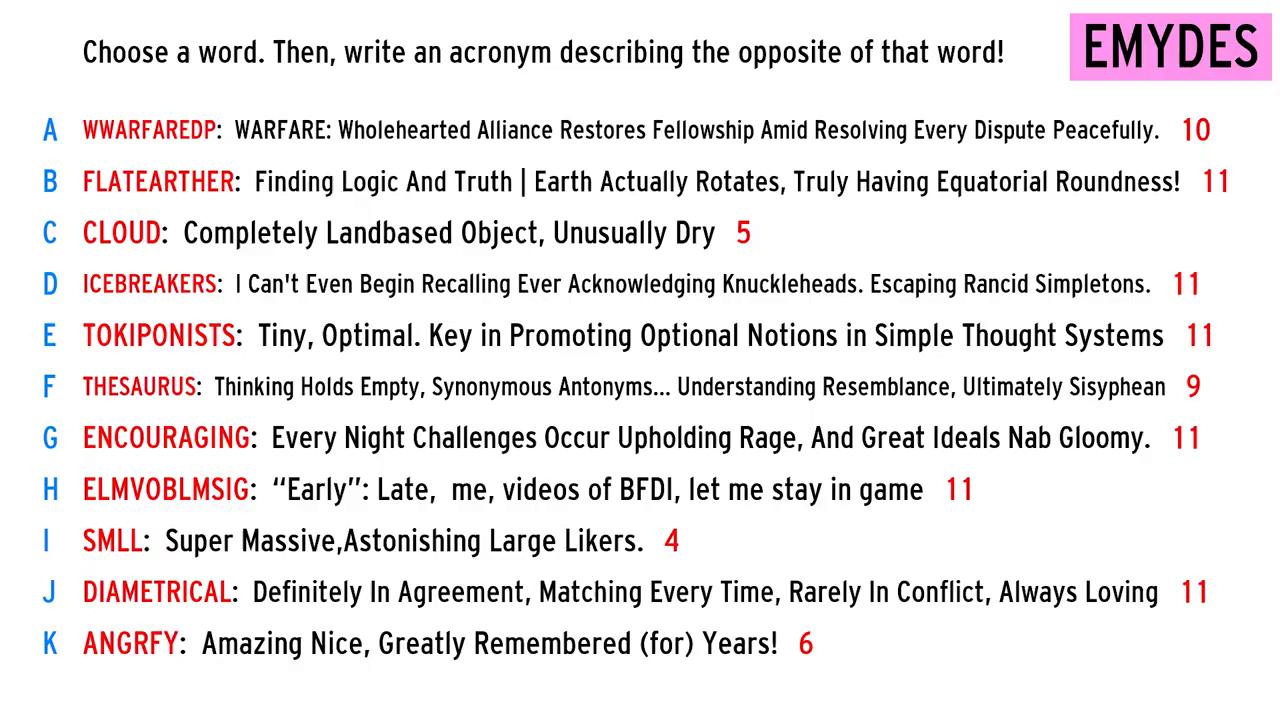 Choose a word. Then, write an acronym describing the opposite of that word!
EMYDES
A WWARFAREDP: WARFARE: Wholehearted Alliance Restores Fellowship Amid Resolving Every Dispute Peacefully. 10
B FLATEARTHER: Finding Logic And Truth | Earth Actually Rotates, Truly Having Equatorial Roundness! 11
C CLOUD: Completely Landbased Object, Unusually Dry 5
D ICEBREAKERS: I Can't Even Begin Recalling Ever Acknowledging Knuckleheads. Escaping Rancid Simpletons. 11
E TOKIPONISTS: Tiny, Optimal. Key in Promoting Optional Notions in Simple Thought Systems 11
F THESAURUS: Thinking Holds Empty, Synonymous Antonyms... Understanding Resemblance, Ultimately Sisyphean 9
G ENCOURAGING: Every Night Challenges Occur Upholding Rage, And Great Ideals Nab Gloomy. 11
H ELMVOBLMSIG: “Early”: Late, me, videos of BFDI, let me stay in game 11
I SMLL: Super Massive,Astonishing Large Likers. 4
J DIAMETRICAL: Definitely In Agreement, Matching Every Time, Rarely In Conflict, Always Loving 11
K ANGRFY: Amazing Nice, Greatly Remembered (for) Years! 6